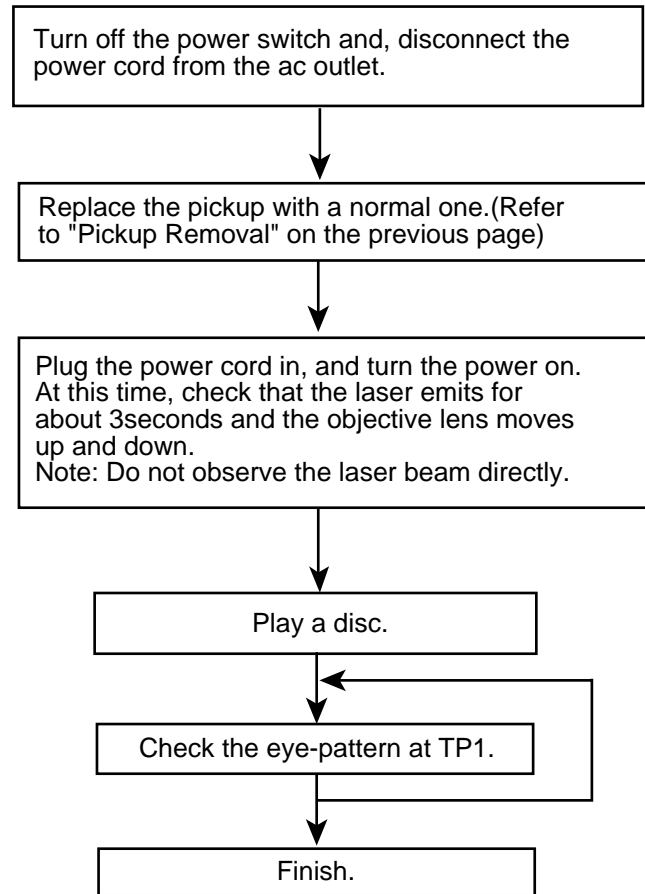 Turn off the power switch and, disconnect the
power cord from the ac outlet.
Replace the pickup with a normal one.(Refer
to "Pickup Removal" on the previous page)
Plug the power cord in, and turn the power on.
At this time, check that the laser emits for
about 3seconds and the objective lens moves
up and down.
Note: Do not observe the laser beam directly.
Play a disc.
Check the eye-pattern at TP1.
Finish.